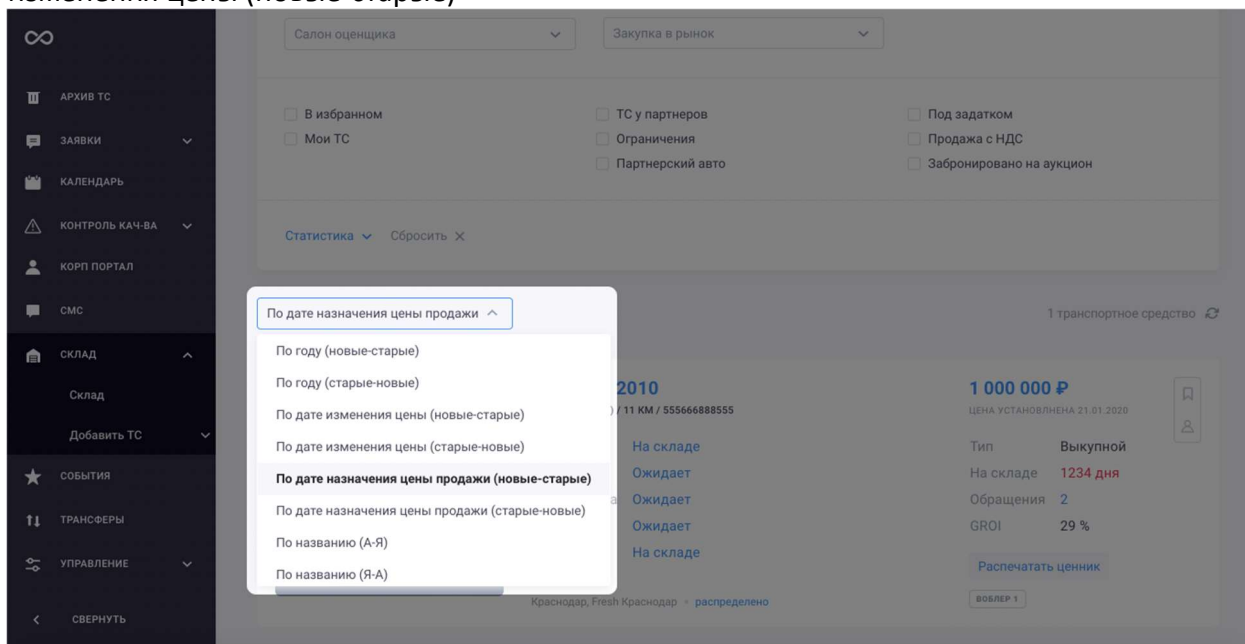 изменения цены (новые-старые)
Салон оценщика
Закупка в рынок
АРХИВ ТС
ЗАЯВКИ
КАЛЕНДАРЬ
КОНТРОЛЬ КАЧ-ВА
КОРП ПОРТАЛ
СМС
СКЛАД
Склад
Добавить ТС
СОБЫТИЯ
ТРАНСФЕРЫ
УПРАВЛЕНИЕ
СВЕРНУТЬ
В избранном
Мои ТС
ТС у партнеров
Ограничения
Партнерский авто
Под задатком
Продажа с НДС
Забронировано на аукцион
Статистика
Сбросить
По дате назначения цены продажи
1 транспортное средство
По году (новые-старые)
По году (старые-новые)
По дате изменения цены (новые-старые)
По дате изменения цены (старые-новые)
По дате назначения цены продажи (новые-старые)
По дате назначения цены продажи (старые-новые)
По названию (А-Я)
По названию (Я-А)
2010
) / 11 КМ / 555666888555
На складе
Ожидает
а Ожидает
Ожидает
На складе
Краснодар, Fresh Краснодар • распределено
1 000 000 ₽
ЦЕНА УСТАНОВЛНЕНА 21.01.2020
Тип Выкупной
На складе 1234 дня
Обращения 2
GROI 29 %
Распечатать ценник
ВОБЛЕР 1